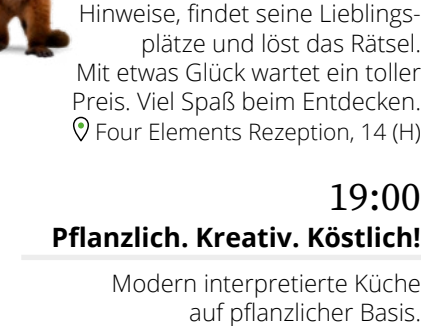 Hinweise, findet seine Lieblings-
plätze und löst das Rätsel.
Mit etwas Glück wartet ein toller
Preis. Viel Spaß beim Entdecken.
Four Elements Rezeption, 14 (H)
19:00
Pflanzlich. Kreativ. Köstlich!
Modern interpretierte Küche
auf pflanzlicher Basis.